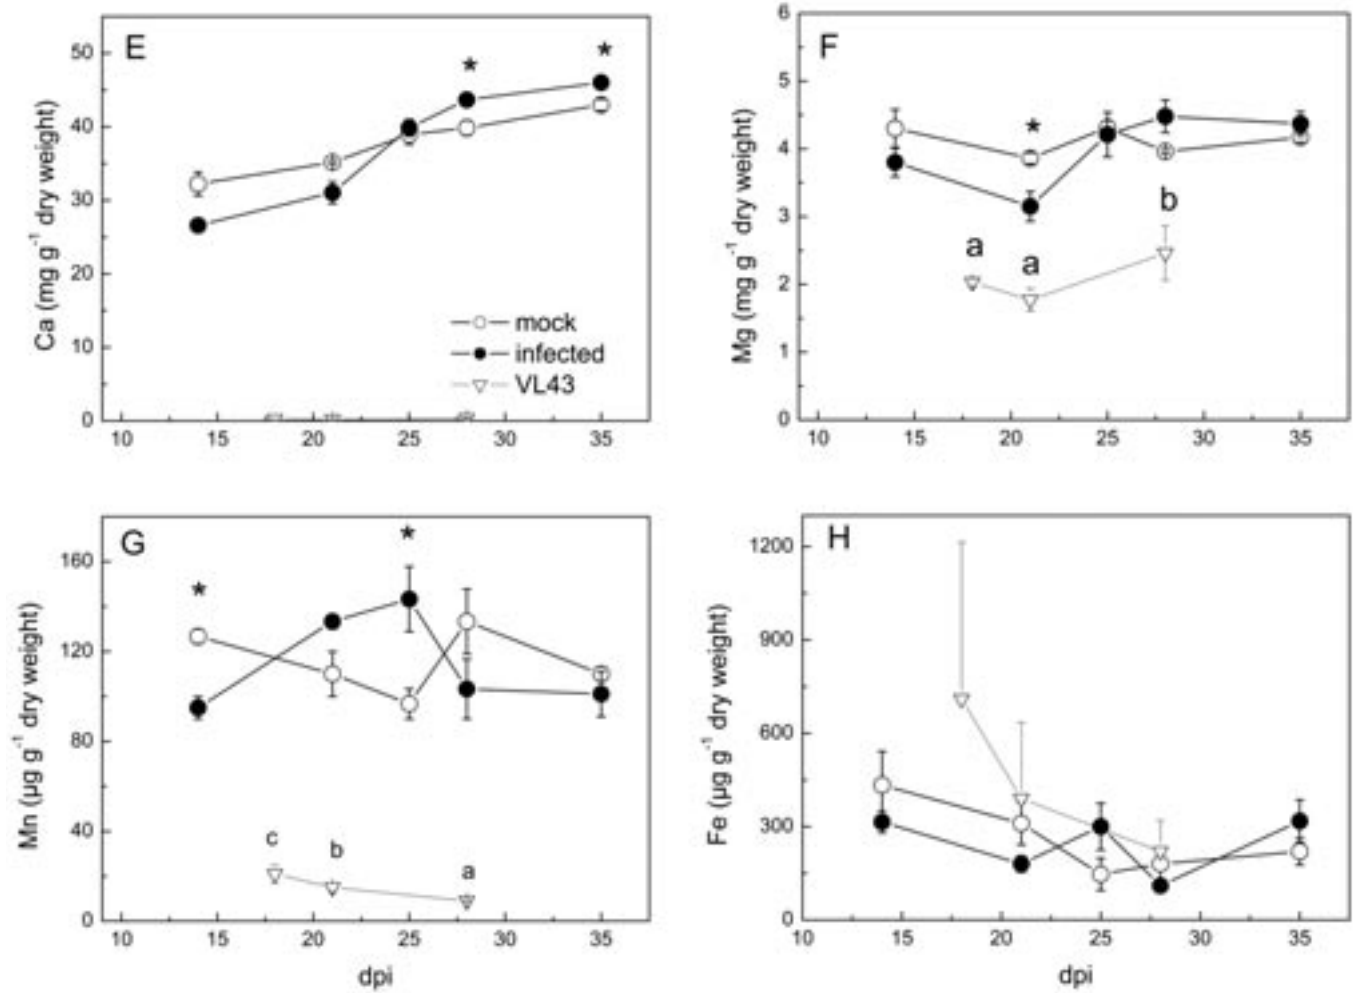 E
*
*
Ca (mg g⁻¹ dry weight)
50
40
30
20
10
0
mock
infected
VL43
10 15 20 25 30 35
F
*
a
a
b
Mg (mg g⁻¹ dry weight)
6
5
4
3
2
1
0
10 15 20 25 30 35
G
*
*
Mn (µg g⁻¹ dry weight)
160
120
80
40
0
c
b
a
10 15 20 25 30 35
dpi
H
Fe (µg g⁻¹ dry weight)
1200
900
600
300
0
10 15 20 25 30 35
dpi